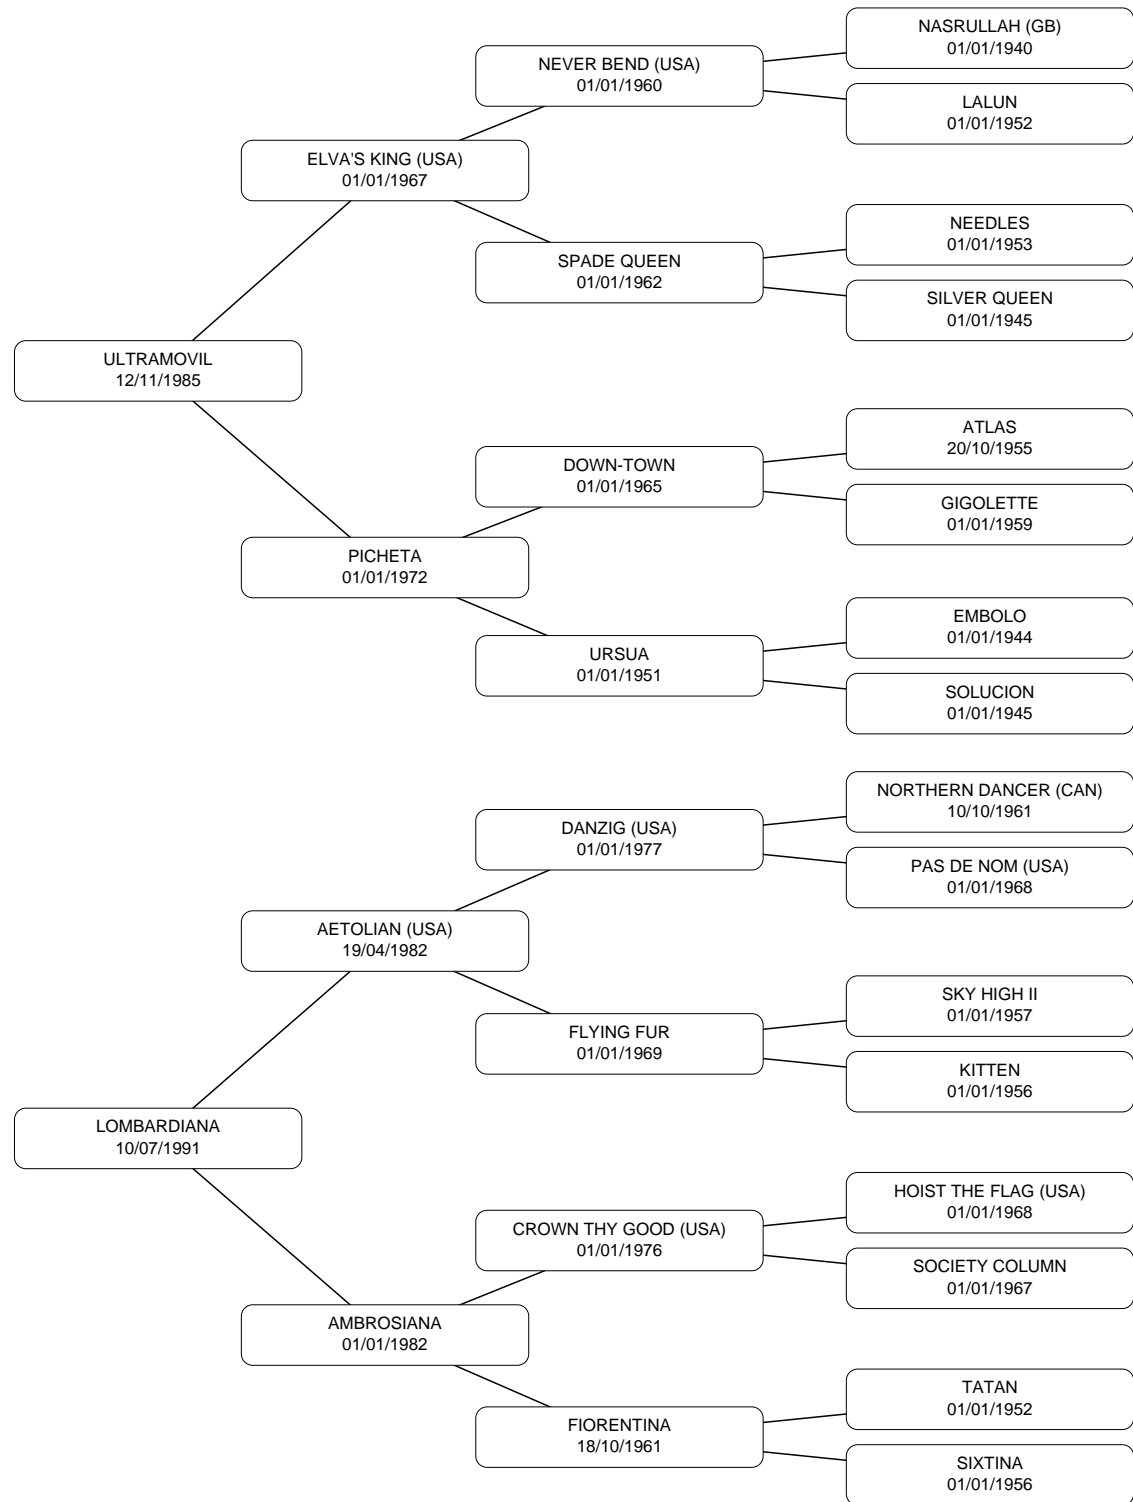 NASRULLAH (GB)
01/01/1940
NEVER BEND (USA)
01/01/1960
LALUN
01/01/1952
ELVA'S KING (USA)
01/01/1967
NEEDLES
01/01/1953
SPADE QUEEN
01/01/1962
SILVER QUEEN
01/01/1945
ULTRAMOVIL
12/11/1985
ATLAS
20/10/1955
DOWN-TOWN
01/01/1965
GIGOLETTE
01/01/1959
PICHETA
01/01/1972
EMBOLO
01/01/1944
URSUA
01/01/1951
SOLUCION
01/01/1945
NORTHERN DANCER (CAN)
10/10/1961
DANZIG (USA)
01/01/1977
PAS DE NOM (USA)
01/01/1968
AETOLIAN (USA)
19/04/1982
SKY HIGH II
01/01/1957
FLYING FUR
01/01/1969
KITTEN
01/01/1956
LOMBARDIANA
10/07/1991
HOIST THE FLAG (USA)
01/01/1968
CROWN THY GOOD (USA)
01/01/1976
SOCIETY COLUMN
01/01/1967
AMBROSIANA
01/01/1982
TATAN
01/01/1952
FIORENTINA
18/10/1961
SIXTINA
01/01/1956